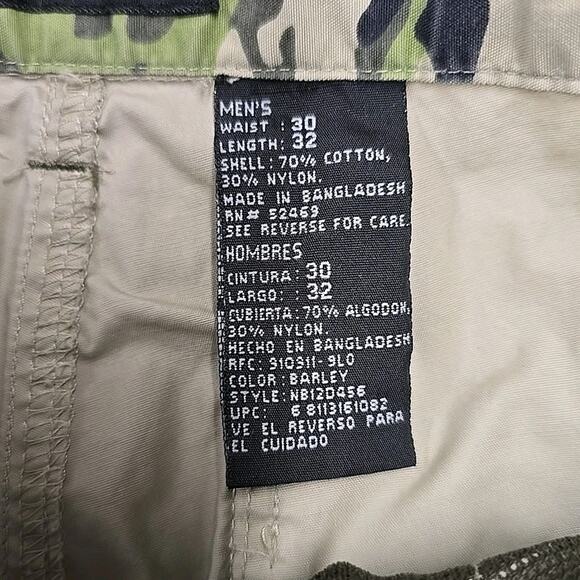 MEN'S
WAIST : 30
LENGTH: 32
SHELL: 70% COTTON,
30% NYLON.
MADE IN BANGLADESH
RN# 52469
SEE REVERSE FOR CARE.
HOMBRES
CINTURA: 30
LARGO: 32
CUBIERTA: 70% ALGODON,
30% NYLON.
HECHO EN BANGLADESH
RFC: 910911-9L0
COLOR: BARLEY
STYLE: NB12D456
UPC: 6 8113161082
VE EL REVERSO PARA
EL CUIDADO